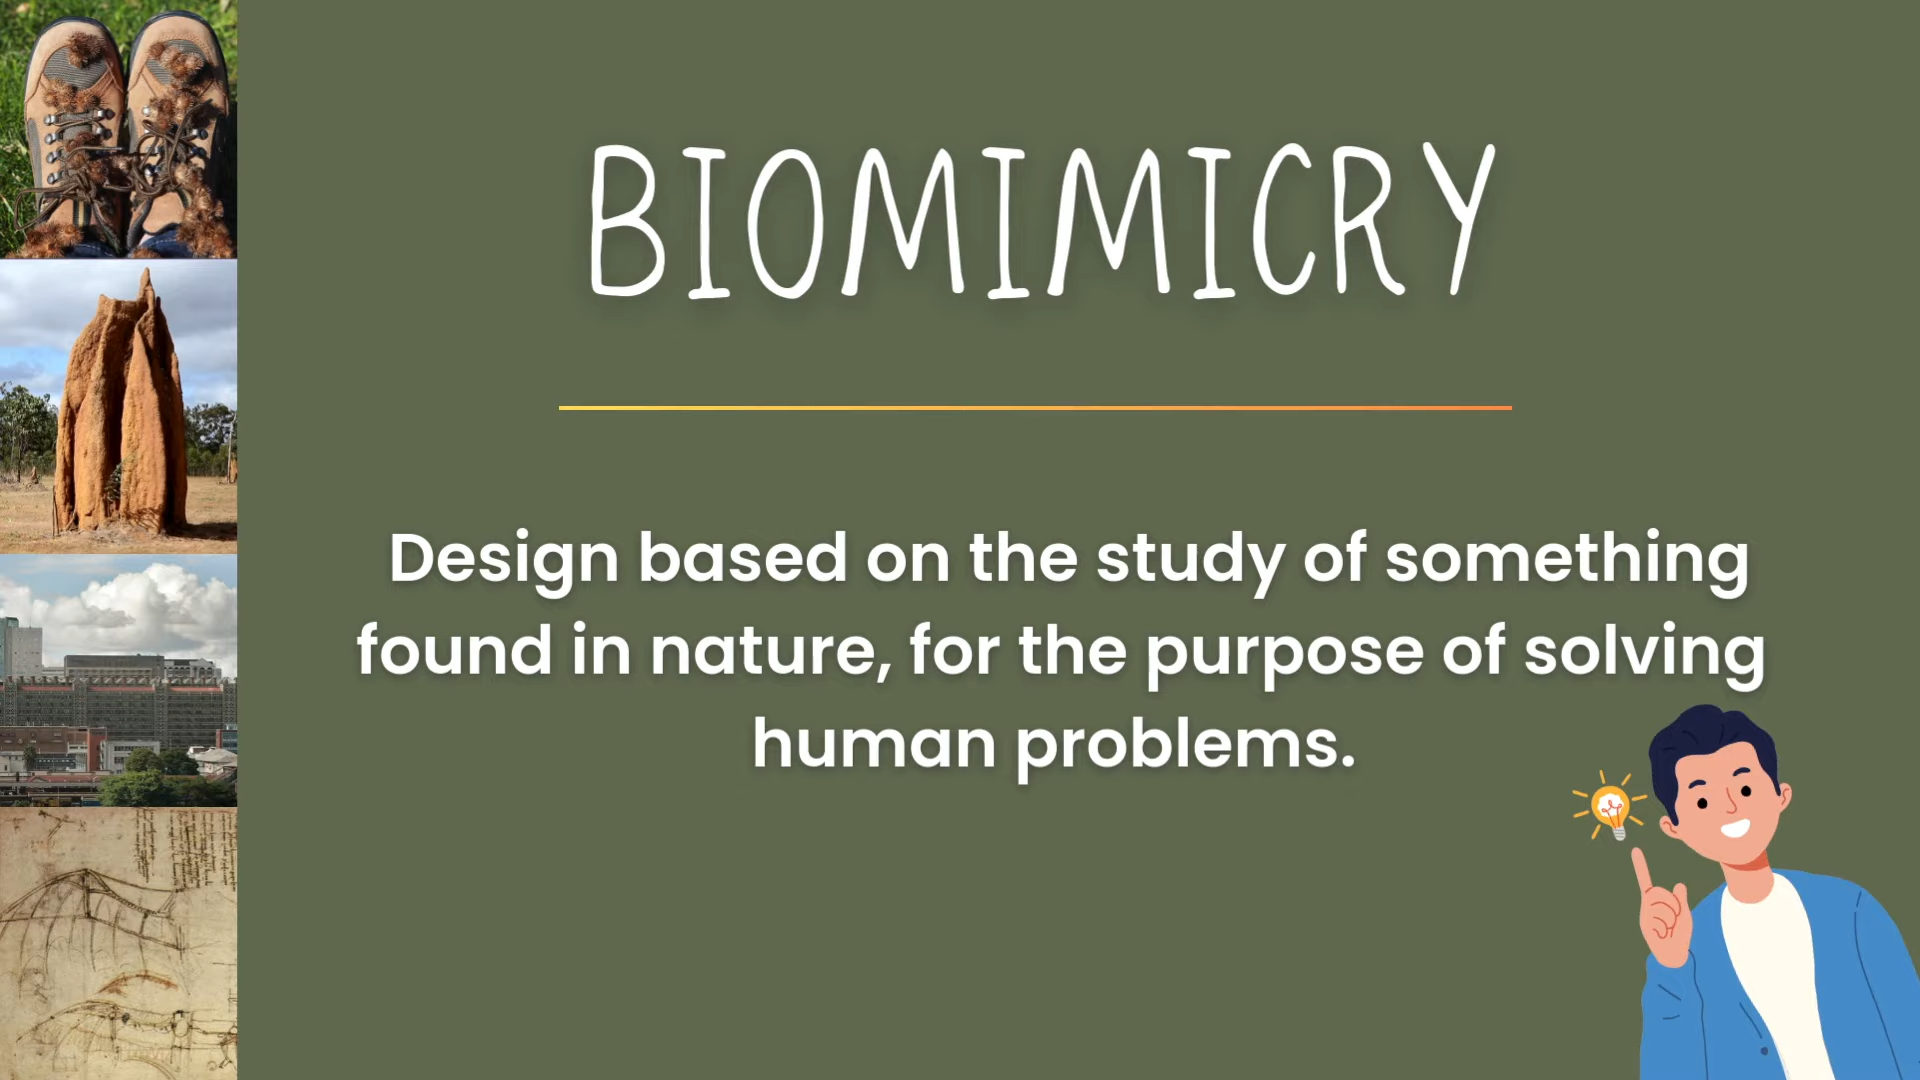 BIOMIMICRY
Design based on the study of something
found in nature, for the purpose of solving
human problems.